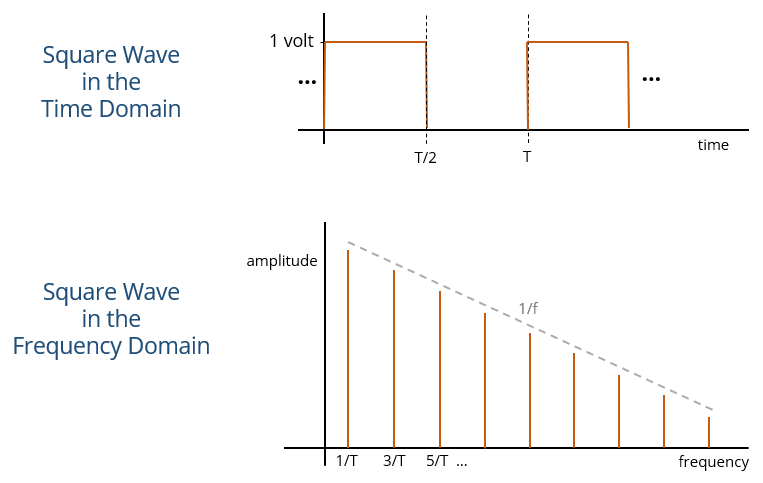 Square Wave
in the
Time Domain
1 volt
...
...
T/2
T
time
Square Wave
in the
Frequency Domain
amplitude
1/f
1/T
3/T
5/T
...
frequency